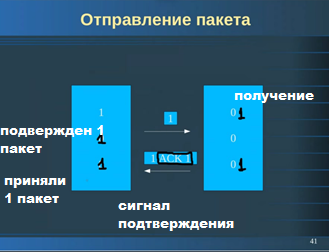 Отправление пакета
получение
1
1
0 1
подвержден 1
пакет
1
0
1
1 ACK 1
0 1
приняли
1 пакет
сигнал
подтверждения
41